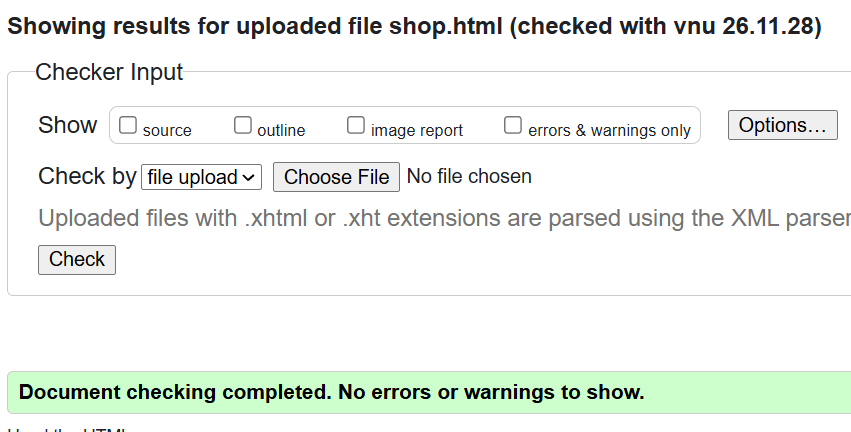 Showing results for uploaded file shop.html (checked with vnu 26.11.28)
Checker Input
Show source outline image report errors & warnings only Options…
Check by file upload Choose File No file chosen
Uploaded files with .xhtml or .xht extensions are parsed using the XML parser
Check
Document checking completed. No errors or warnings to show.